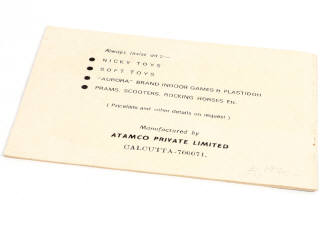 Always insist on:—
● NICKY TOYS
● SOFT TOYS
● "AURORA" BRAND INDOOR GAMES & PLASTIDOH
● PRAMS, SCOOTERS, ROCKING HORSES Etc.
( Pricelists and other details on request )
Manufactured by
ATAMCO PRIVATE LIMITED
CALCUTTA-700071.